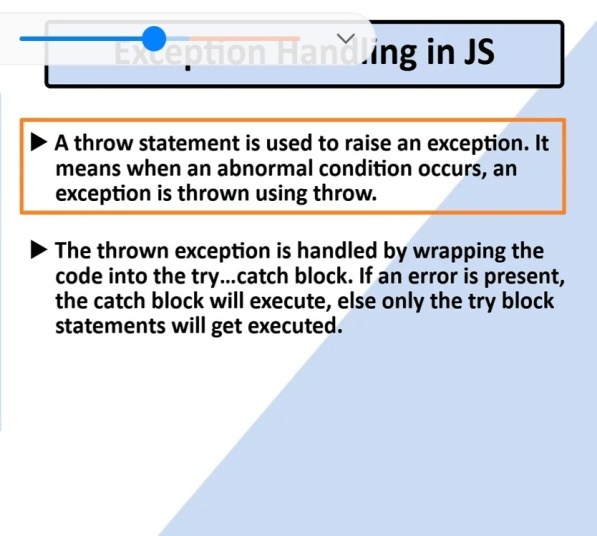 Exception Handling in JS
▶ A throw statement is used to raise an exception. It
means when an abnormal condition occurs, an
exception is thrown using throw.
▶ The thrown exception is handled by wrapping the
code into the try...catch block. If an error is present,
the catch block will execute, else only the try block
statements will get executed.